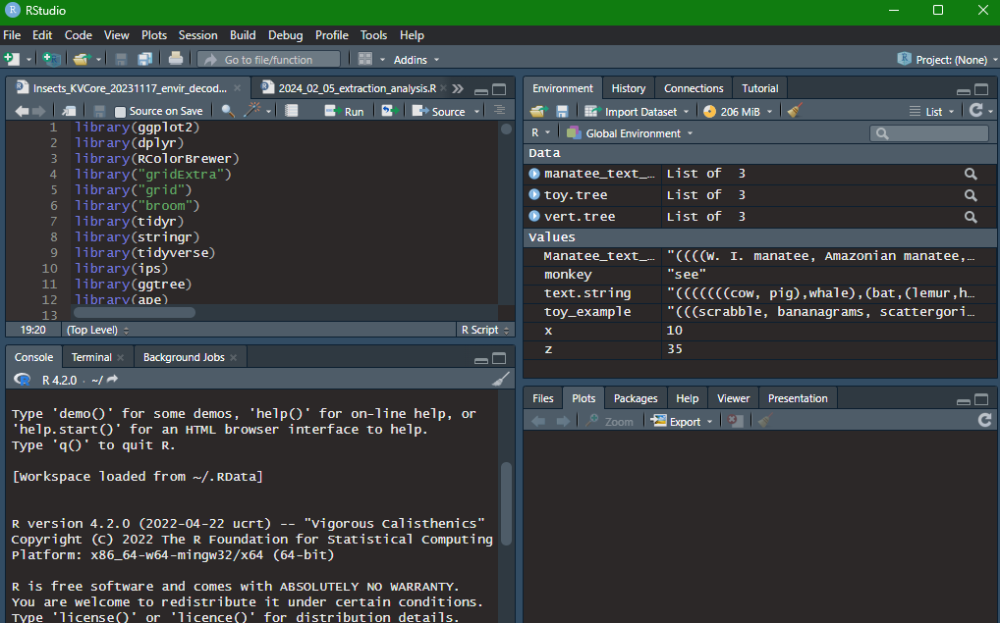 RStudio
File Edit Code View Plots Session Build Debug Profile Tools Help
Go to file/function Addins Project: (None)
Insects_KVCore_20231117_envir_decod... 2024_02_05_extraction_analysis.R
Source on Save Run Source
1 library(ggplot2)
2 library(dplyr)
3 library(RColorBrewer)
4 library("gridExtra")
5 library("grid")
6 library("broom")
7 library(tidyr)
8 library(stringr)
9 library(tidyverse)
10 library(ips)
11 library(ggtree)
12 library(ape)
13
19:20 (Top Level) R Script
Console Terminal Background Jobs
R 4.2.0 · ~/
Type 'demo()' for some demos, 'help()' for on-line help, or
'help.start()' for an HTML browser interface to help.
Type 'q()' to quit R.
[Workspace loaded from ~/.RData]
R version 4.2.0 (2022-04-22 ucrt) -- "Vigorous Calisthenics"
Copyright (C) 2022 The R Foundation for Statistical Computing
Platform: x86_64-w64-mingw32/x64 (64-bit)
R is free software and comes with ABSOLUTELY NO WARRANTY.
You are welcome to redistribute it under certain conditions.
Type 'license()' or 'licence()' for distribution details.
Environment History Connections Tutorial
Import Dataset 206 MiB List
R Global Environment
Data
manatee_text_... List of 3
toy.tree List of 3
vert.tree List of 3
Values
Manatee_text_... "((((W. I. manatee, Amazonian manatee,...
monkey "see"
text.string "(((((((cow, pig),whale),(bat,(lemur,h...
toy_example "(((scrabble, bananagrams, scattergori...
x 10
z 35
Files Plots Packages Help Viewer Presentation
Zoom Export